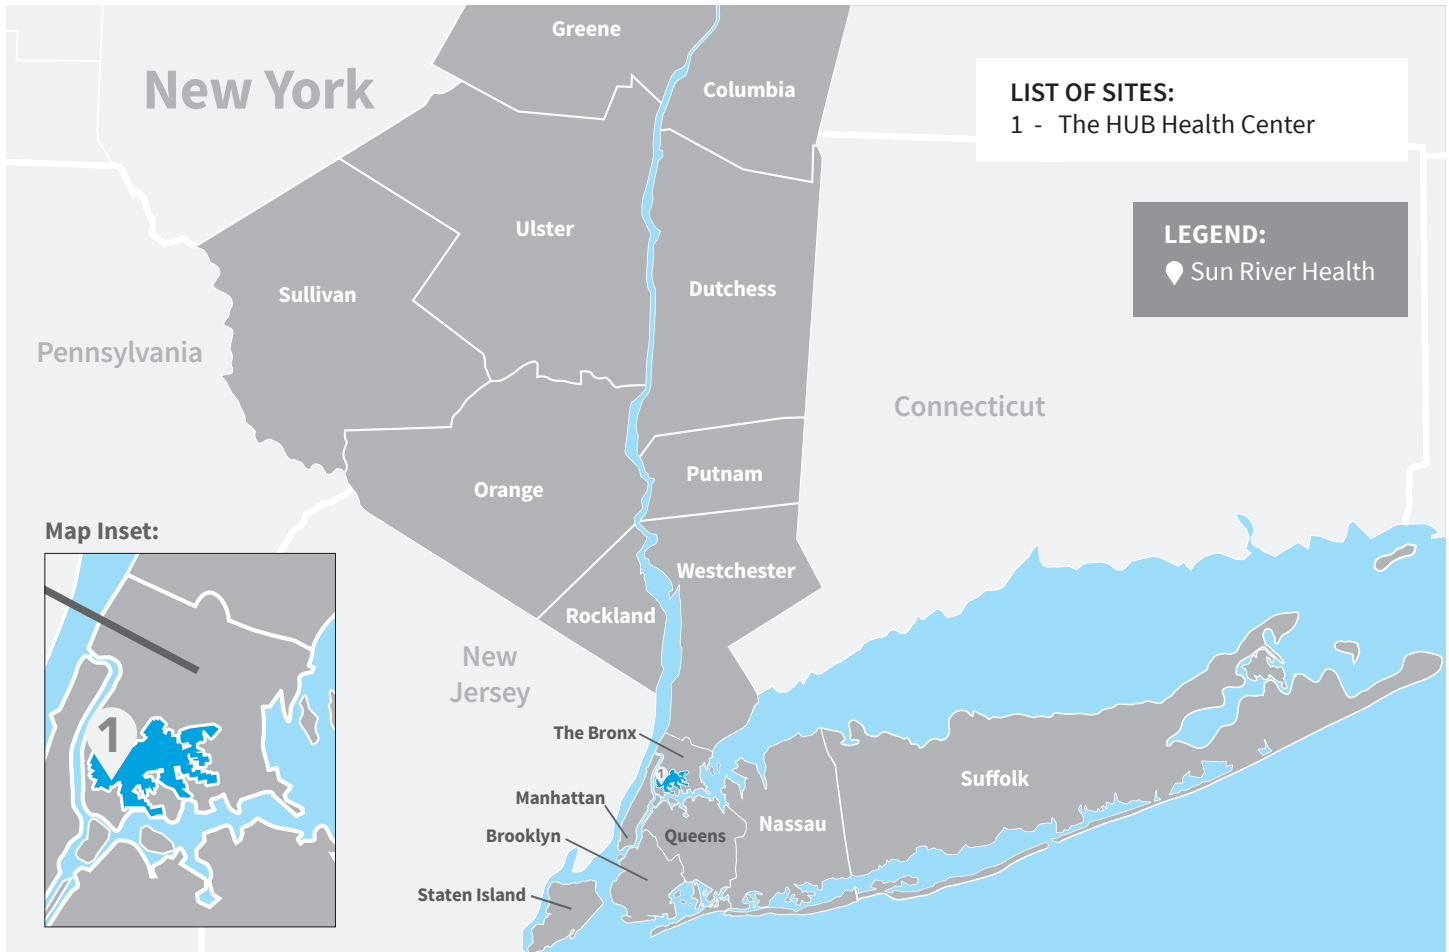 Greene
New York
Columbia
LIST OF SITES:
1 - The HUB Health Center
Ulster
LEGEND:
Sun River Health
Sullivan
Dutchess
Pennsylvania
Connecticut
Putnam
Orange
Map Inset:
Westchester
Rockland
New
Jersey
1
The Bronx
1
Suffolk
Manhattan
Nassau
Brooklyn
Queens
Staten Island